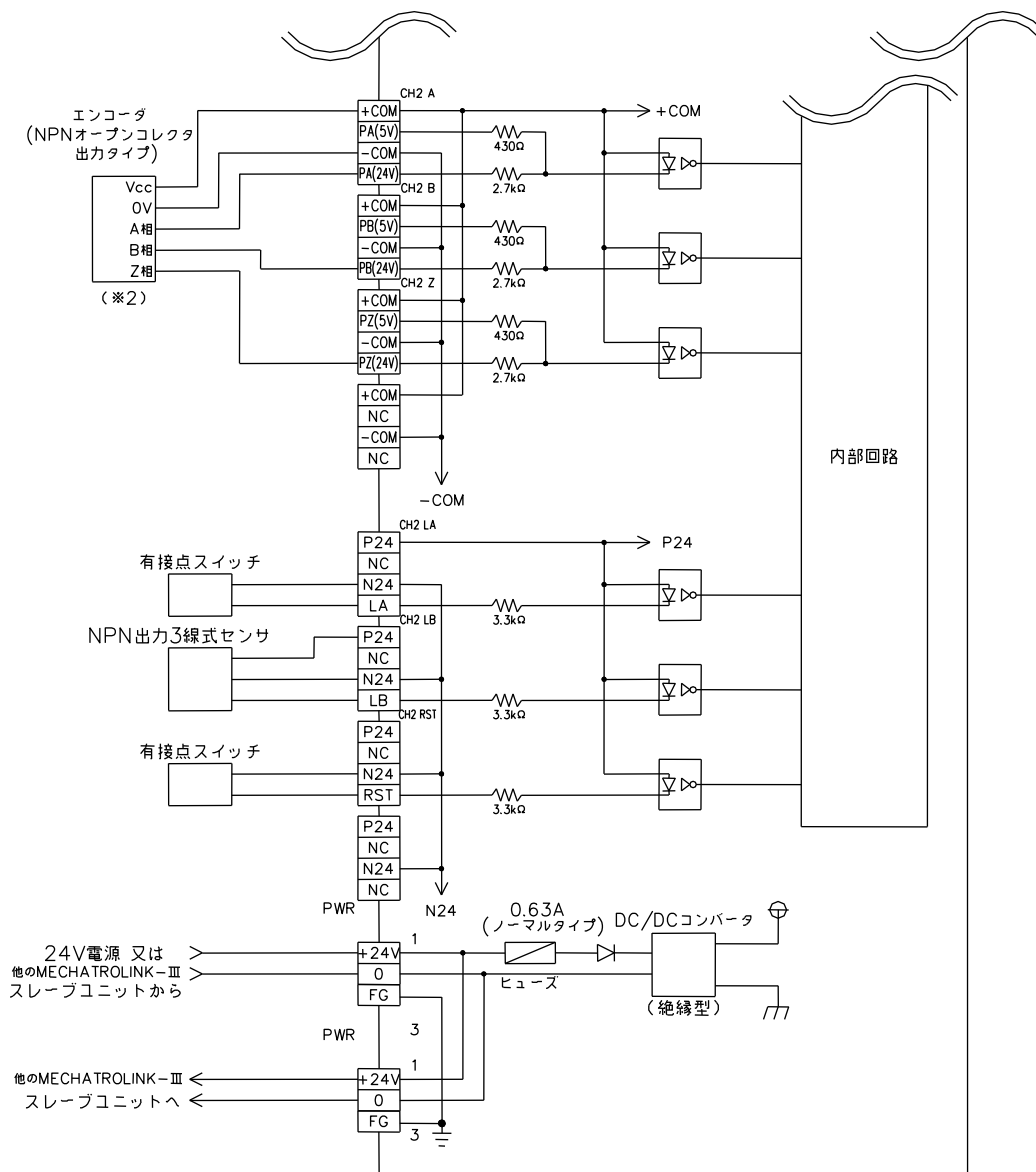 CH2 A
エンコーダ
(NPNオープンコレクタ
出力タイプ)
+COM
PA(5V)
-COM
PA(24V)
430Ω
2.7kΩ
+COM
Vcc
0V
A相
B相
Z相
(※2)
CH2 B
+COM
PB(5V)
-COM
PB(24V)
430Ω
2.7kΩ
CH2 Z
+COM
PZ(5V)
-COM
PZ(24V)
430Ω
2.7kΩ
+COM
NC
-COM
NC
-COM
内部回路
CH2 LA
P24
NC
N24
LA
P24
有接点スイッチ
3.3kΩ
CH2 LB
NPN出力3線式センサ
P24
NC
N24
LB
3.3kΩ
CH2 RST
P24
NC
N24
RST
有接点スイッチ
3.3kΩ
P24
NC
N24
NC
N24
PWR
0.63A
(ノーマルタイプ)
DC/DCコンバータ
24V電源 又は
他のMECHATROLINK-Ⅲ
スレーブユニットから
1
+24V
0
FG
3
ヒューズ
(絶縁型)
PWR
1
他のMECHATROLINK-Ⅲ
スレーブユニットへ
+24V
0
FG
3